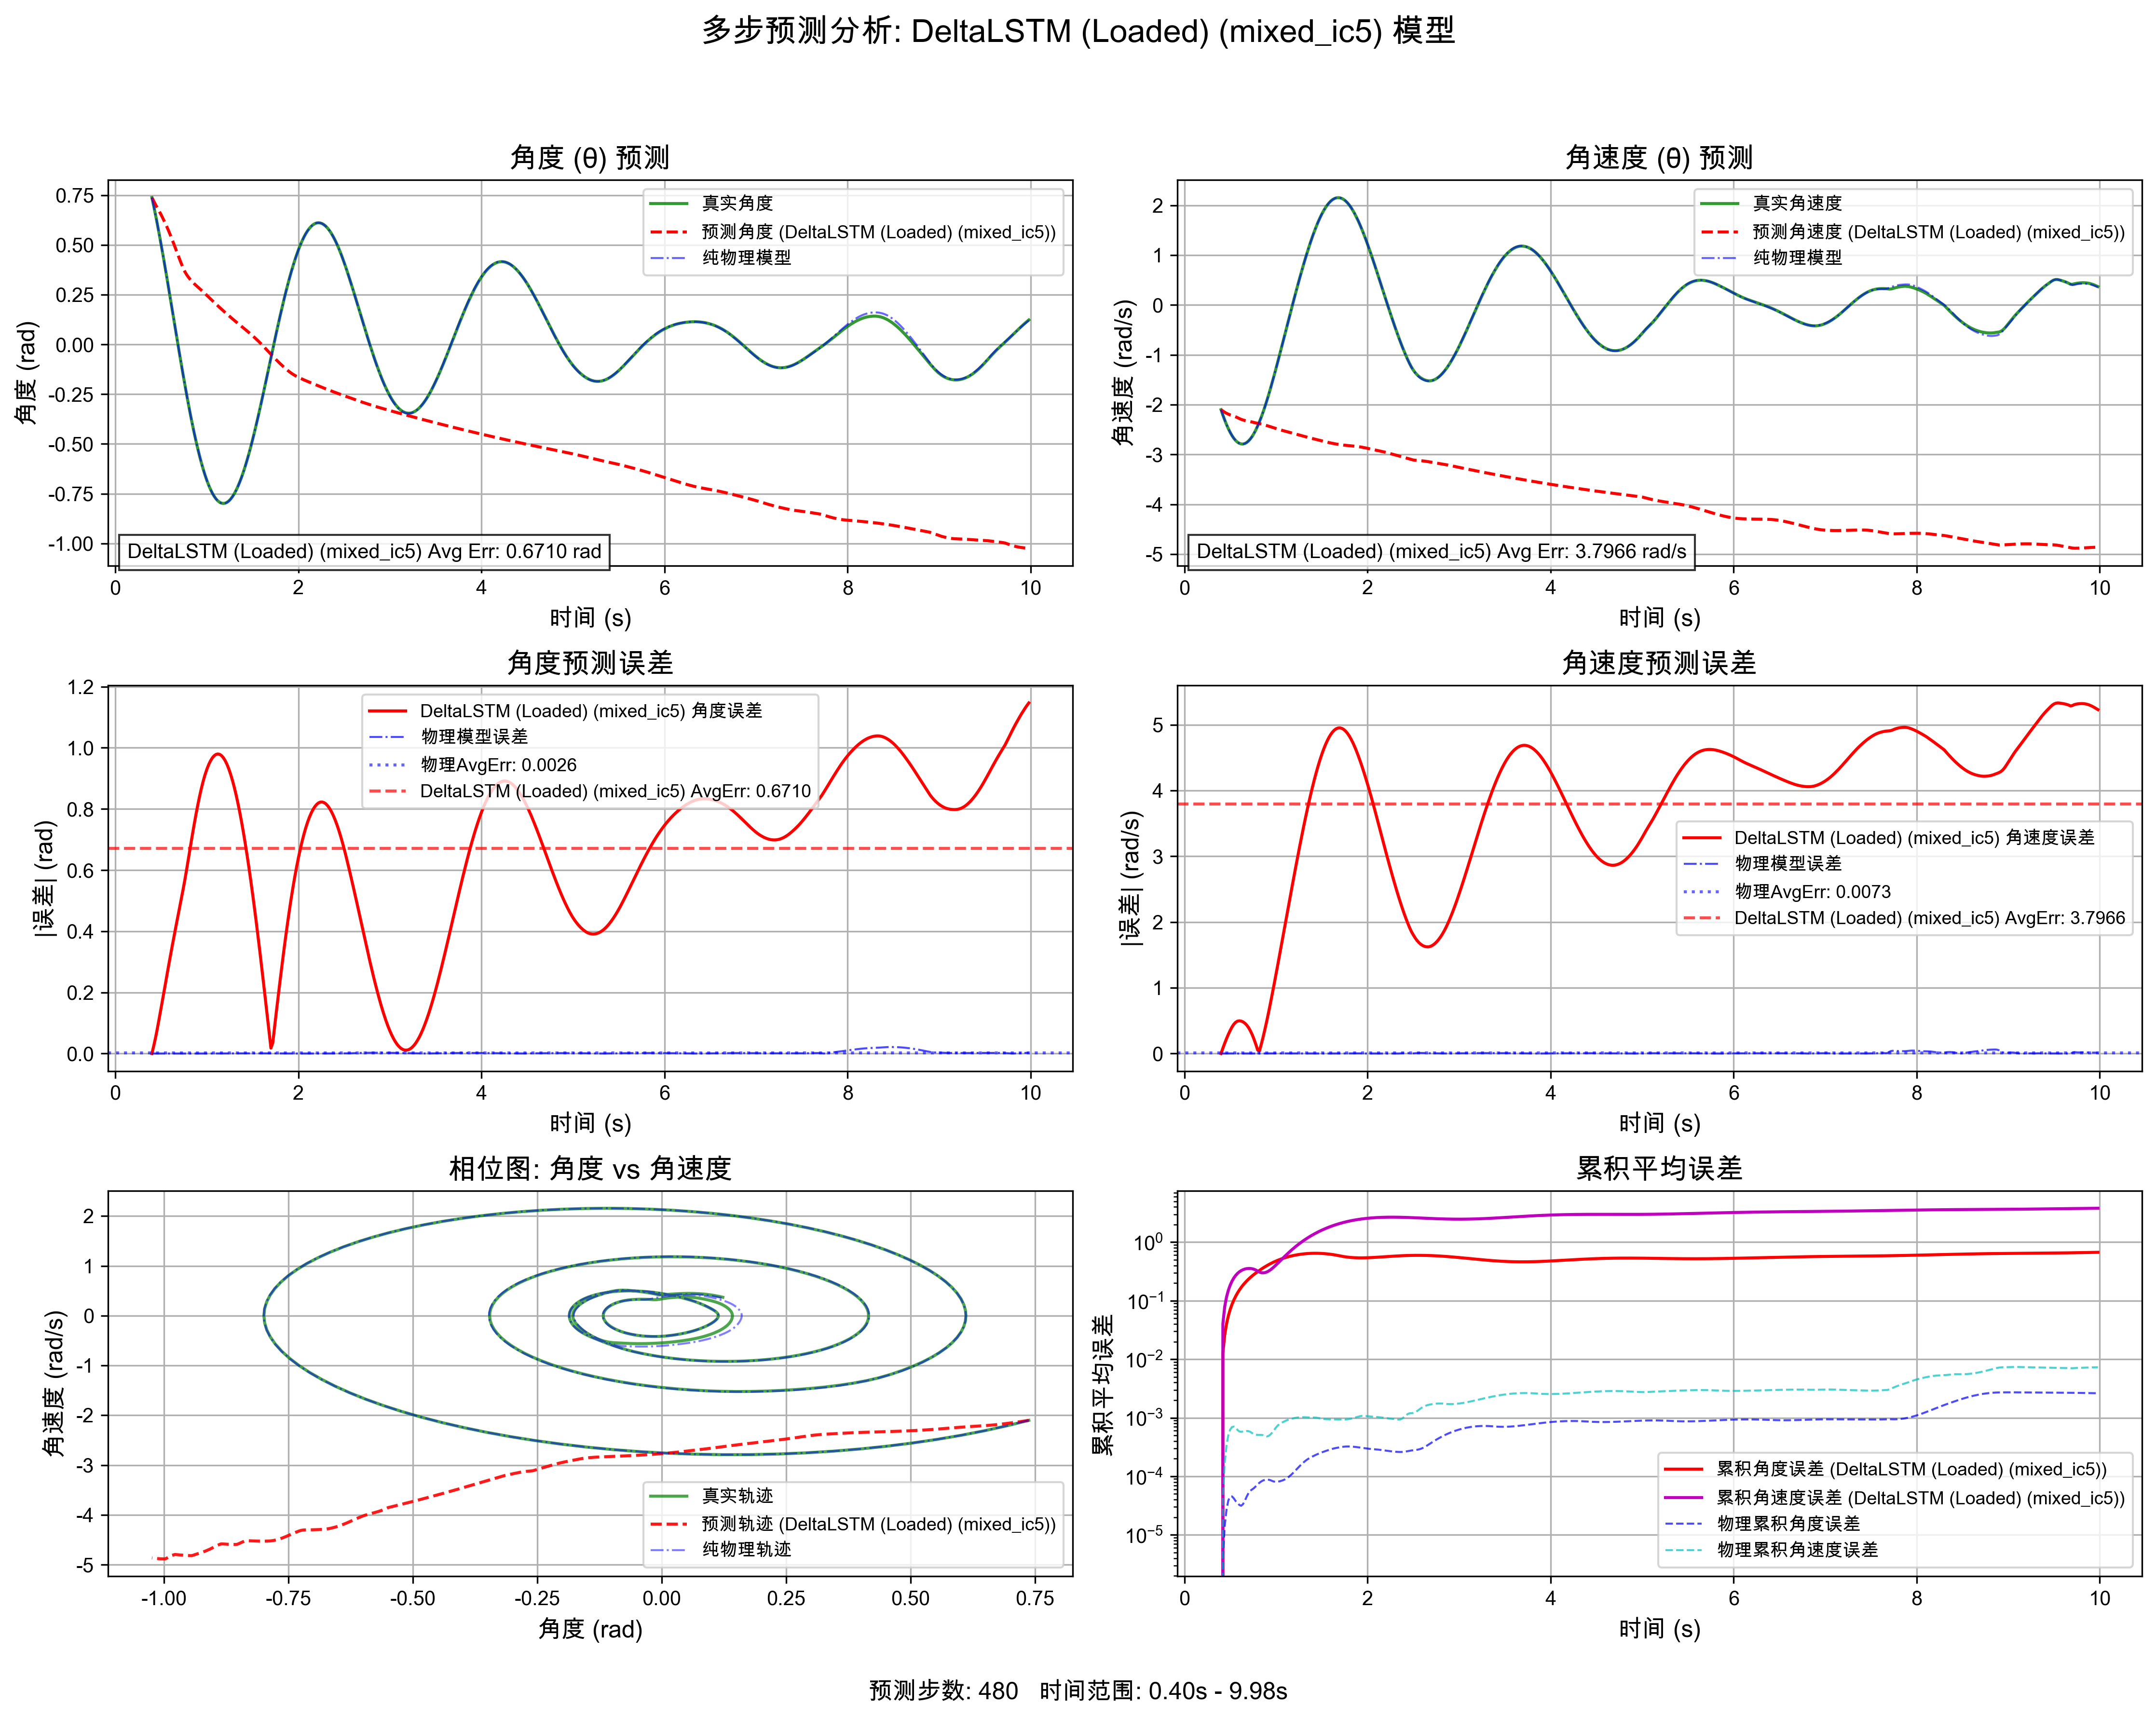 多步预测分析: DeltaLSTM (Loaded) (mixed_ic5) 模型
角度 (θ) 预测
角度 (rad)
0.75
0.50
0.25
0.00
-0.25
-0.50
-0.75
-1.00
真实角度
预测角度 (DeltaLSTM (Loaded) (mixed_ic5))
纯物理模型
DeltaLSTM (Loaded) (mixed_ic5) Avg Err: 0.6710 rad
0 2 4 6 8 10
时间 (s)
角速度 (θ) 预测
角速度 (rad/s)
2
1
0
-1
-2
-3
-4
-5
真实角速度
预测角速度 (DeltaLSTM (Loaded) (mixed_ic5))
纯物理模型
DeltaLSTM (Loaded) (mixed_ic5) Avg Err: 3.7966 rad/s
0 2 4 6 8 10
时间 (s)
角度预测误差
|误差| (rad)
1.2
1.0
0.8
0.6
0.4
0.2
0.0
DeltaLSTM (Loaded) (mixed_ic5) 角度误差
物理模型误差
物理AvgErr: 0.0026
DeltaLSTM (Loaded) (mixed_ic5) AvgErr: 0.6710
0 2 4 6 8 10
时间 (s)
角速度预测误差
|误差| (rad/s)
5
4
3
2
1
0
DeltaLSTM (Loaded) (mixed_ic5) 角速度误差
物理模型误差
物理AvgErr: 0.0073
DeltaLSTM (Loaded) (mixed_ic5) AvgErr: 3.7966
0 2 4 6 8 10
时间 (s)
相位图: 角度 vs 角速度
角速度 (rad/s)
2
1
0
-1
-2
-3
-4
-5
真实轨迹
预测轨迹 (DeltaLSTM (Loaded) (mixed_ic5))
纯物理轨迹
-1.00 -0.75 -0.50 -0.25 0.00 0.25 0.50 0.75
角度 (rad)
累积平均误差
累积平均误差
10⁰
10⁻¹
10⁻²
10⁻³
10⁻⁴
10⁻⁵
累积角度误差 (DeltaLSTM (Loaded) (mixed_ic5))
累积角速度误差 (DeltaLSTM (Loaded) (mixed_ic5))
物理累积角度误差
物理累积角速度误差
0 2 4 6 8 10
时间 (s)
预测步数: 480 时间范围: 0.40s - 9.98s